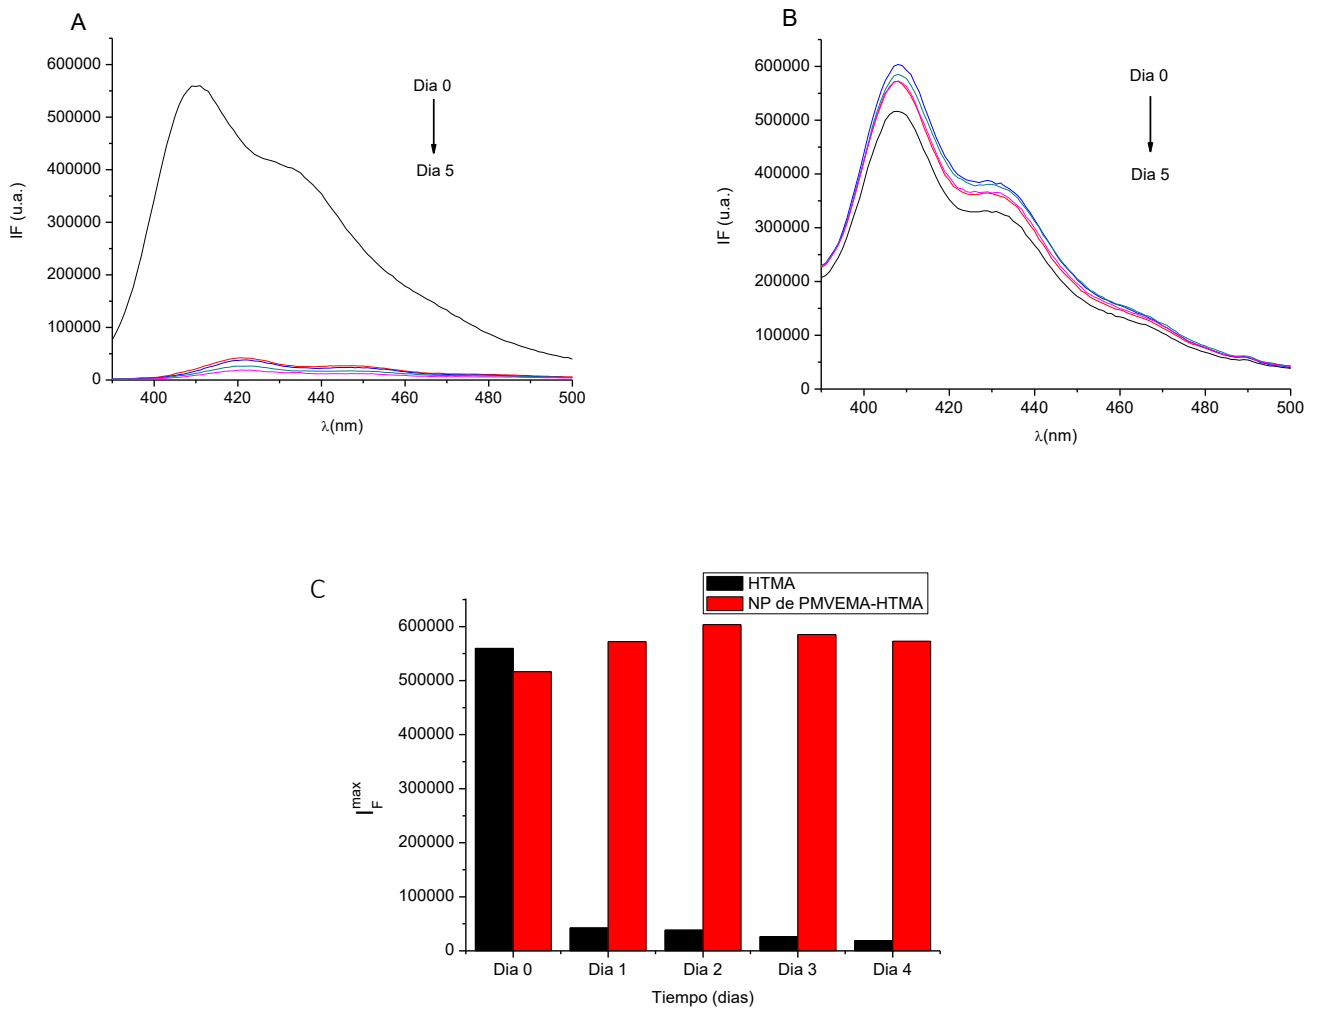 A
600000
500000
400000
300000
200000
100000
0
IF (u.a.)
Dia 0
Dia 5
400 420 440 460 480 500
λ(nm)
B
600000
500000
400000
300000
200000
100000
0
IF (u.a.)
Dia 0
Dia 5
400 420 440 460 480 500
λ(nm)
C
HTMA
NP de PMVEMA-HTMA
600000
500000
400000
300000
200000
100000
0
I_F^max
Dia 0 Dia 1 Dia 2 Dia 3 Dia 4
Tiempo (dias)